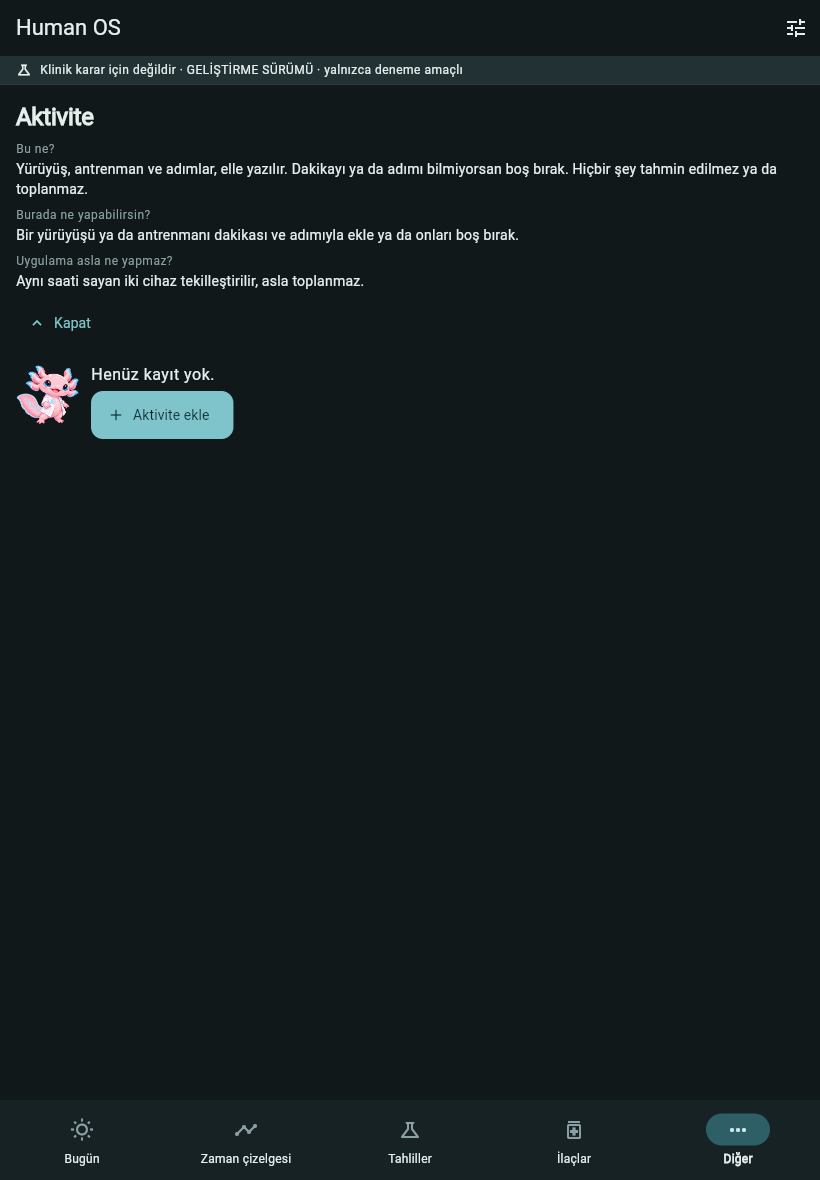 Human OS
Klinik karar için değildir · GELİŞTİRME SÜRÜMÜ · yalnızca deneme amaçlı
Aktivite
Bu ne?
Yürüyüş, antrenman ve adımlar, elle yazılır. Dakikayı ya da adımı bilmiyorsan boş bırak. Hiçbir şey tahmin edilmez ya da
toplanmaz.
Burada ne yapabilirsin?
Bir yürüyüşü ya da antrenmanı dakikası ve adımıyla ekle ya da onları boş bırak.
Uygulama asla ne yapmaz?
Aynı saati sayan iki cihaz tekilleştirilir, asla toplanmaz.
Kapat
Henüz kayıt yok.
Aktivite ekle
Bugün
Zaman çizelgesi
Tahliller
İlaçlar
Diğer